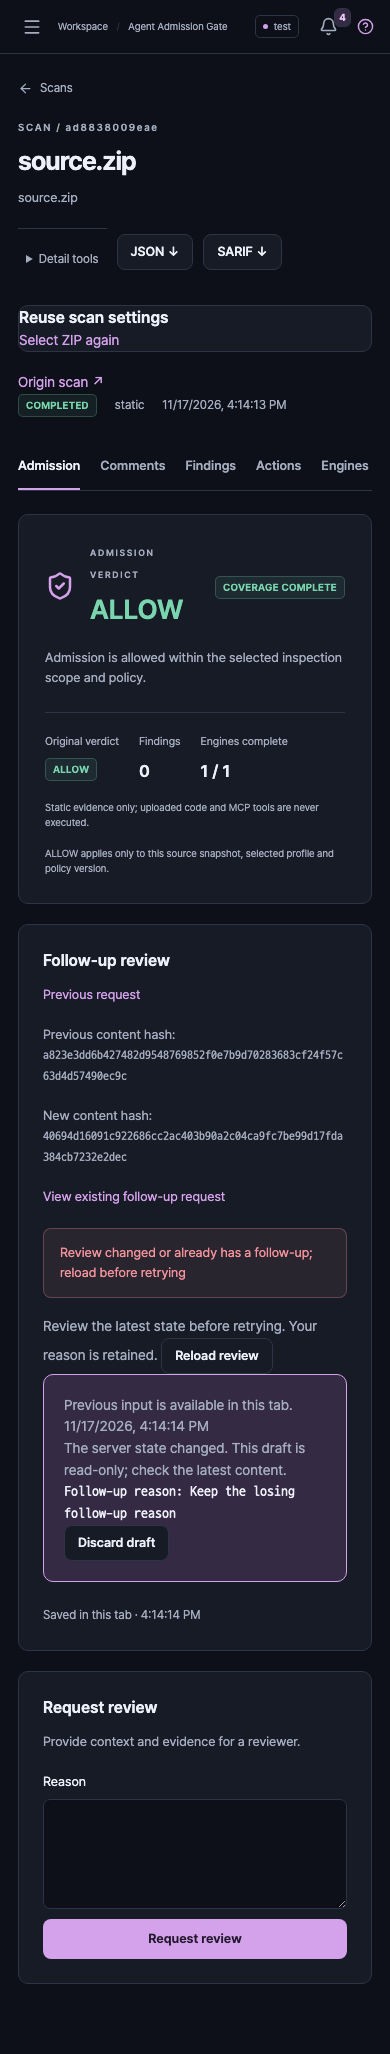 Workspace / Agent Admission Gate
test
4
Scans
SCAN / ad8838009eae
source.zip
source.zip
Detail tools
JSON ↓
SARIF ↓
Reuse scan settings
Select ZIP again
Origin scan ↗
COMPLETED static 11/17/2026, 4:14:13 PM
Admission Comments Findings Actions Engines
ADMISSION
VERDICT
ALLOW
COVERAGE COMPLETE
Admission is allowed within the selected inspection
scope and policy.
Original verdict Findings Engines complete
ALLOW 0 1 / 1
Static evidence only; uploaded code and MCP tools are never
executed.
ALLOW applies only to this source snapshot, selected profile and
policy version.
Follow-up review
Previous request
Previous content hash:
a823e3dd6b427482d9548769852f0e7b9d70283683cf24f57c
63d4d57490ec9c
New content hash:
40694d16091c922686cc2ac403b90a2c04ca9fc7be99d17fda
384cb7232e2dec
View existing follow-up request
Review changed or already has a follow-up;
reload before retrying
Review the latest state before retrying. Your
reason is retained. Reload review
Previous input is available in this tab.
11/17/2026, 4:14:14 PM
The server state changed. This draft is
read-only; check the latest content.
Follow-up reason: Keep the losing
follow-up reason
Discard draft
Saved in this tab · 4:14:14 PM
Request review
Provide context and evidence for a reviewer.
Reason
Request review